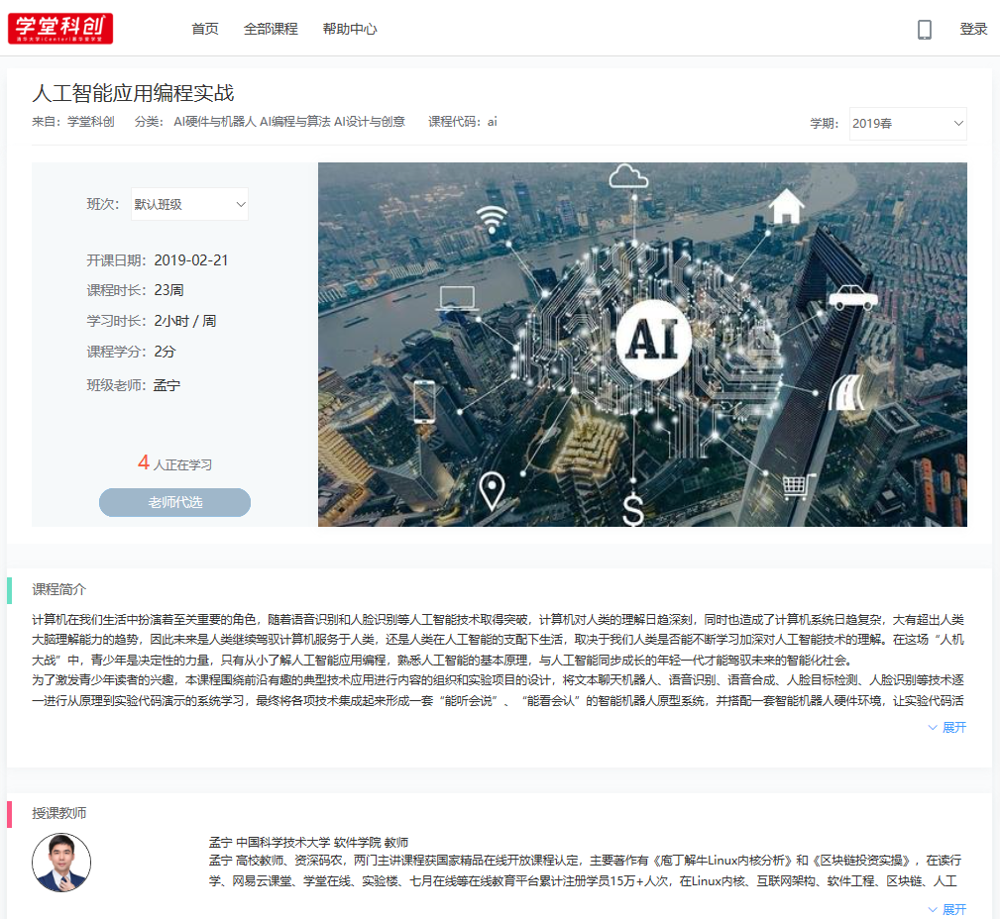 学堂科创
首页 全部课程 帮助中心
登录
人工智能应用编程实战
来自：学堂科创 分类： AI硬件与机器人 AI编程与算法 AI设计与创意 课程代码：ai
学期： 2019春
班次： 默认班级
开课日期：2019-02-21
课程时长：23周
学习时长：2小时 / 周
课程学分：2分
班级老师：孟宁
4 人正在学习
老师代选
AI
$
课程简介
计算机在我们生活中扮演着至关重要的角色，随着语音识别和人脸识别等人工智能技术取得突破，计算机对人类的理解日趋深刻，同时也造成了计算机系统日趋复杂，大有超出人类
大脑理解能力的趋势，因此未来是人类继续驾驭计算机服务于人类，还是人类在人工智能的支配下生活，取决于我们人类是否能不断学习加深对人工智能技术的理解。在这场“人机
大战”中，青少年是决定性的力量，只有从小了解人工智能应用编程，熟悉人工智能的基本原理，与人工智能同步成长的年轻一代才能驾驭未来的智能化社会。
为了激发青少年读者的兴趣，本课程围绕前沿有趣的典型技术应用进行内容的组织和实验项目的设计，将文本聊天机器人、语音识别、语音合成、人脸目标检测、人脸识别等技术逐
一进行从原理到实验代码演示的系统学习，最终将各项技术集成起来形成一套“能听会说”、“能看会认”的智能机器人原型系统，并搭配一套智能机器人硬件环境，让实验代码活
展开
授课教师
孟宁 中国科学技术大学 软件学院 教师
孟宁 高校教师、资深码农，两门主讲课程获国家精品在线开放课程认定，主要著作有《庖丁解牛Linux内核分析》和《区块链投资实操》，在读行
学、网易云课堂、学堂在线、实验楼、七月在线等在线教育平台累计注册学员15万+人次，在Linux内核、互联网架构、软件工程、区块链、人工
展开